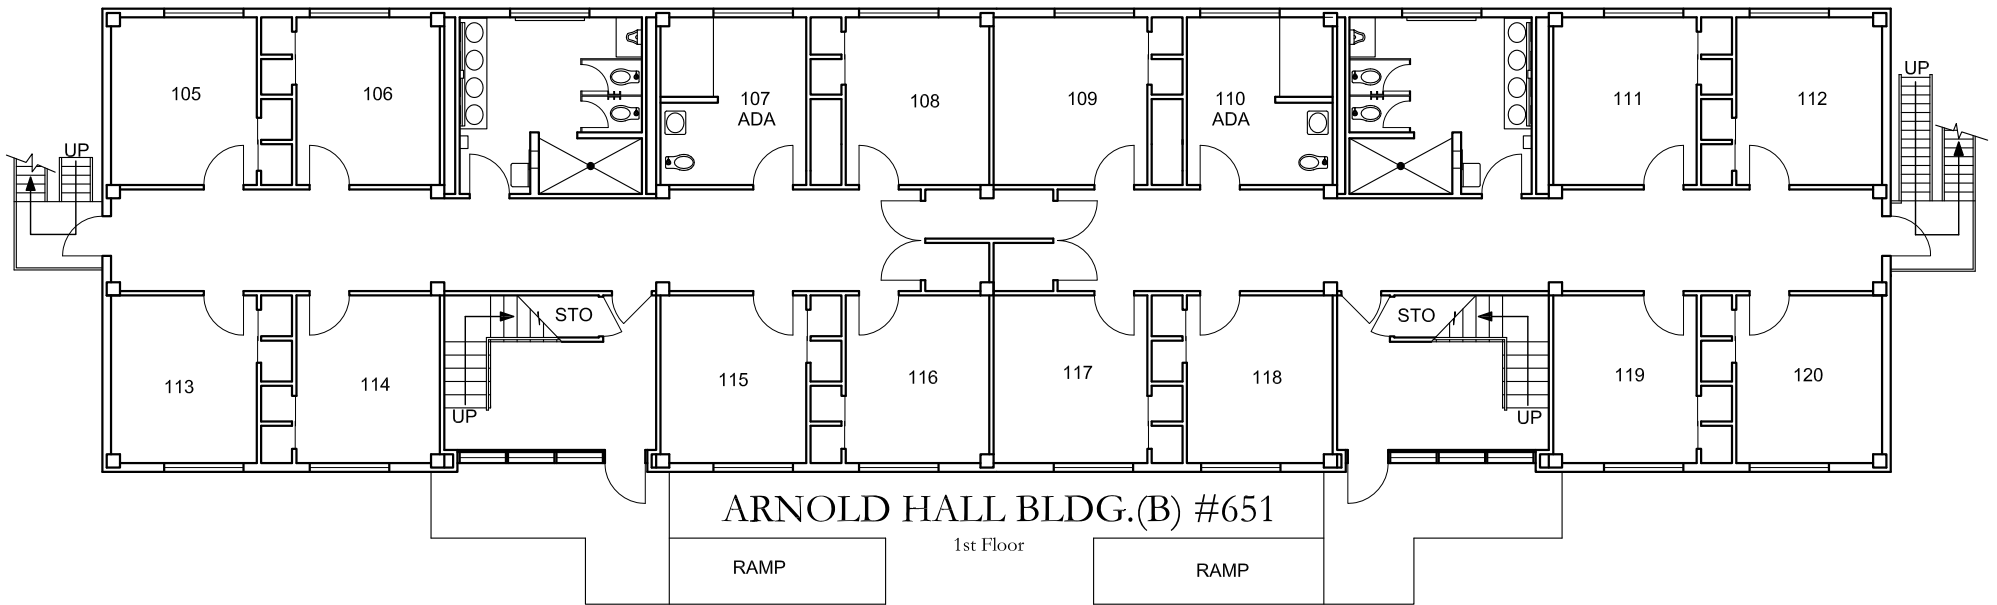 105
106
107
ADA
108
109
110
ADA
111
112
UP
UP
STO
STO
113
114
115
116
117
118
119
120
UP
UP
ARNOLD HALL BLDG.(B) #651
1st Floor
RAMP
RAMP